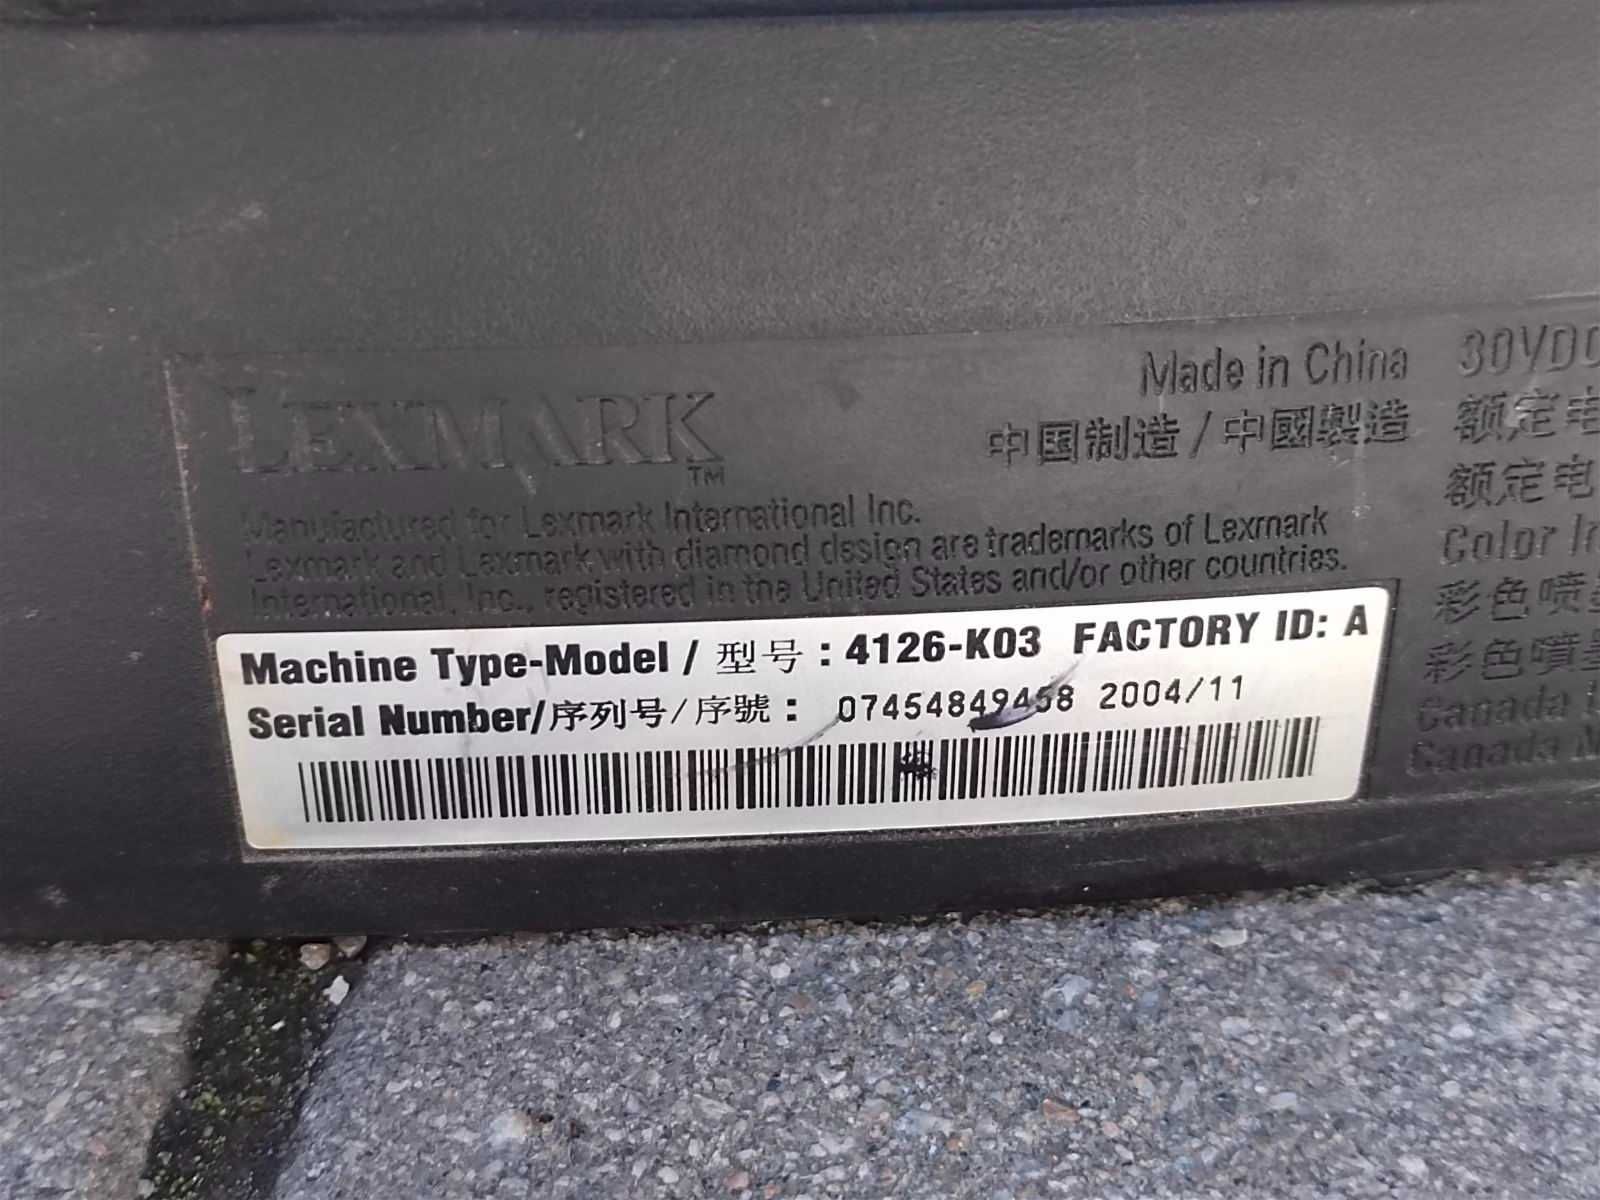 LEXMARK™
Manufactured for Lexmark International Inc.
Lexmark and Lexmark with diamond design are trademarks of Lexmark
International, Inc., registered in the United States and/or other countries.
Made in China
中国制造 / 中國製造
30VDC
额定电
额定电
Color In
彩色喷墨
彩色噴墨
Canada
Canada
Machine Type-Model / 型号 : 4126-K03 FACTORY ID: A
Serial Number/序列号/序號 : 07454849458 2004/11